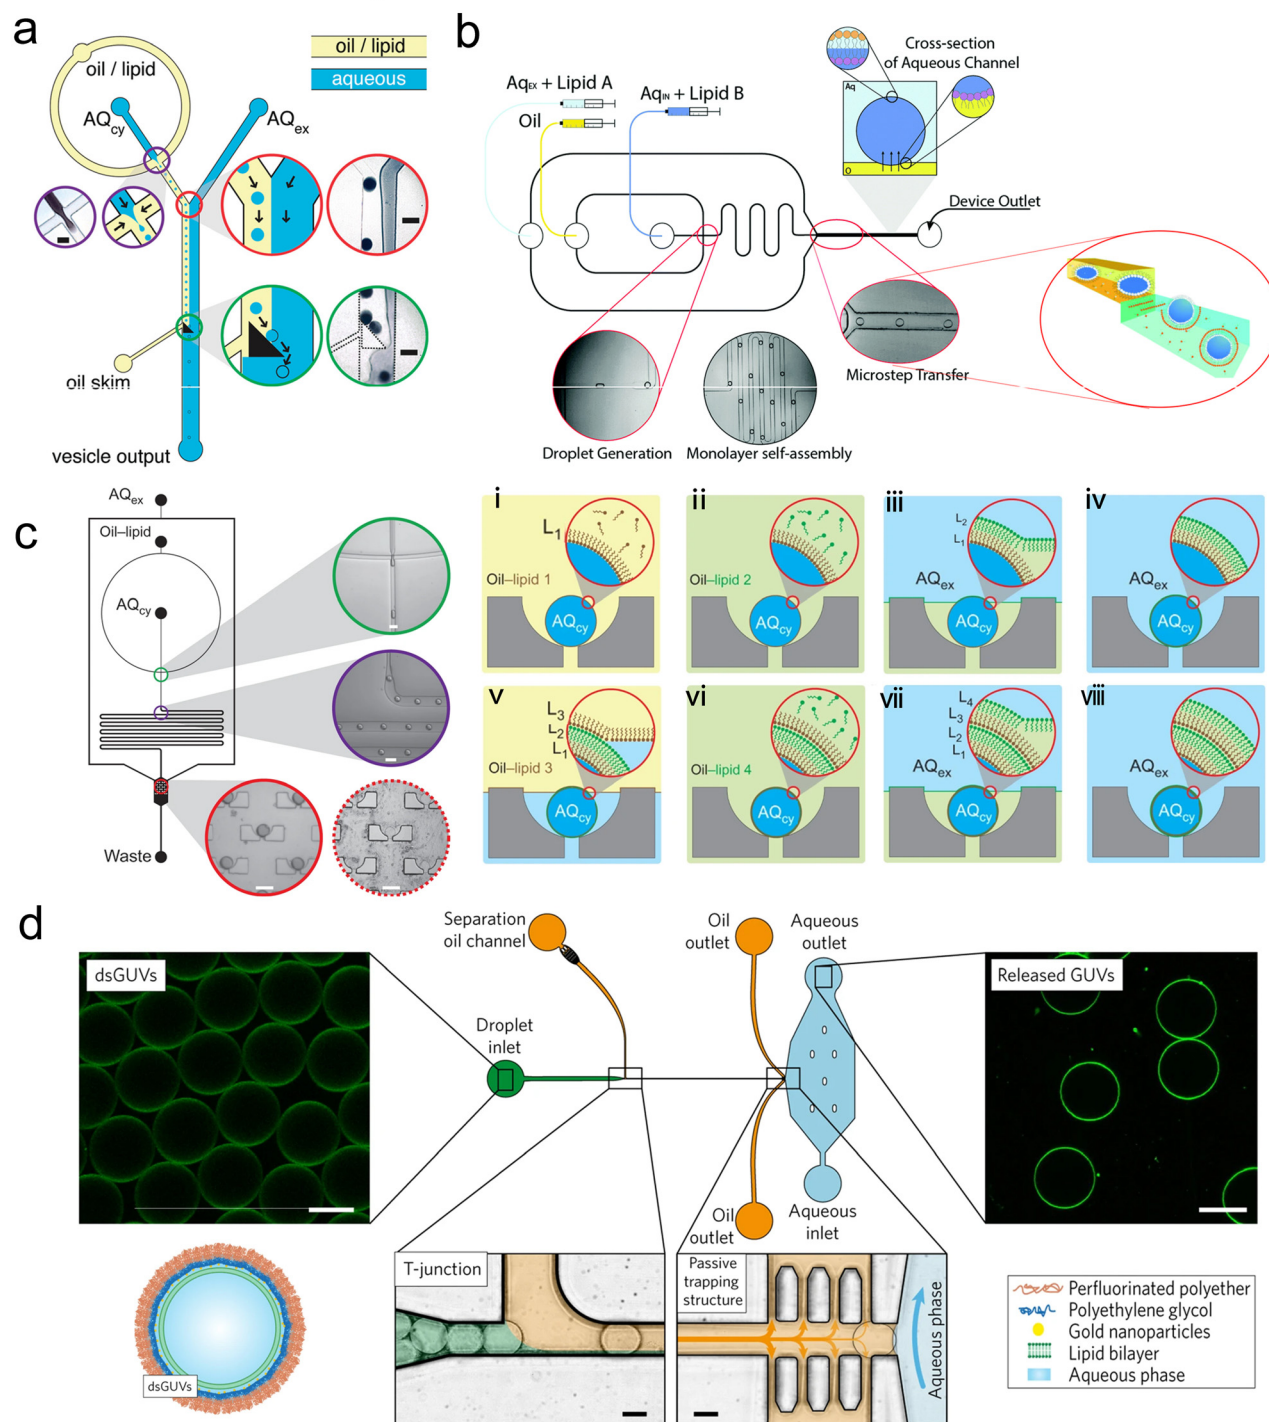 a
oil / lipid
aqueous
oil / lipid
AQcy
AQex
oil skim
vesicle output
b
AqEX + Lipid A
Oil
AqIN + Lipid B
Cross-section
of Aqueous Channel
Aq
O
Device Outlet
Droplet Generation
Monolayer self-assembly
Microstep Transfer
c
AQex
Oil–lipid
AQcy
Waste
i
L1
Oil–lipid 1
AQcy
ii
Oil–lipid 2
AQcy
iii
L2
L1
AQex
AQcy
iv
AQex
AQcy
v
L3
L2
L1
Oil–lipid 3
AQcy
vi
Oil–lipid 4
AQcy
vii
L4
L3
L2
L1
AQex
AQcy
viii
AQex
AQcy
d
dsGUVs
Separation
oil channel
Droplet
inlet
Oil
outlet
Aqueous
outlet
Released GUVs
Oil
outlet
Aqueous
inlet
dsGUVs
T-junction
Passive
trapping
structure
Aqueous phase
Perfluorinated polyether
Polyethylene glycol
Gold nanoparticles
Lipid bilayer
Aqueous phase